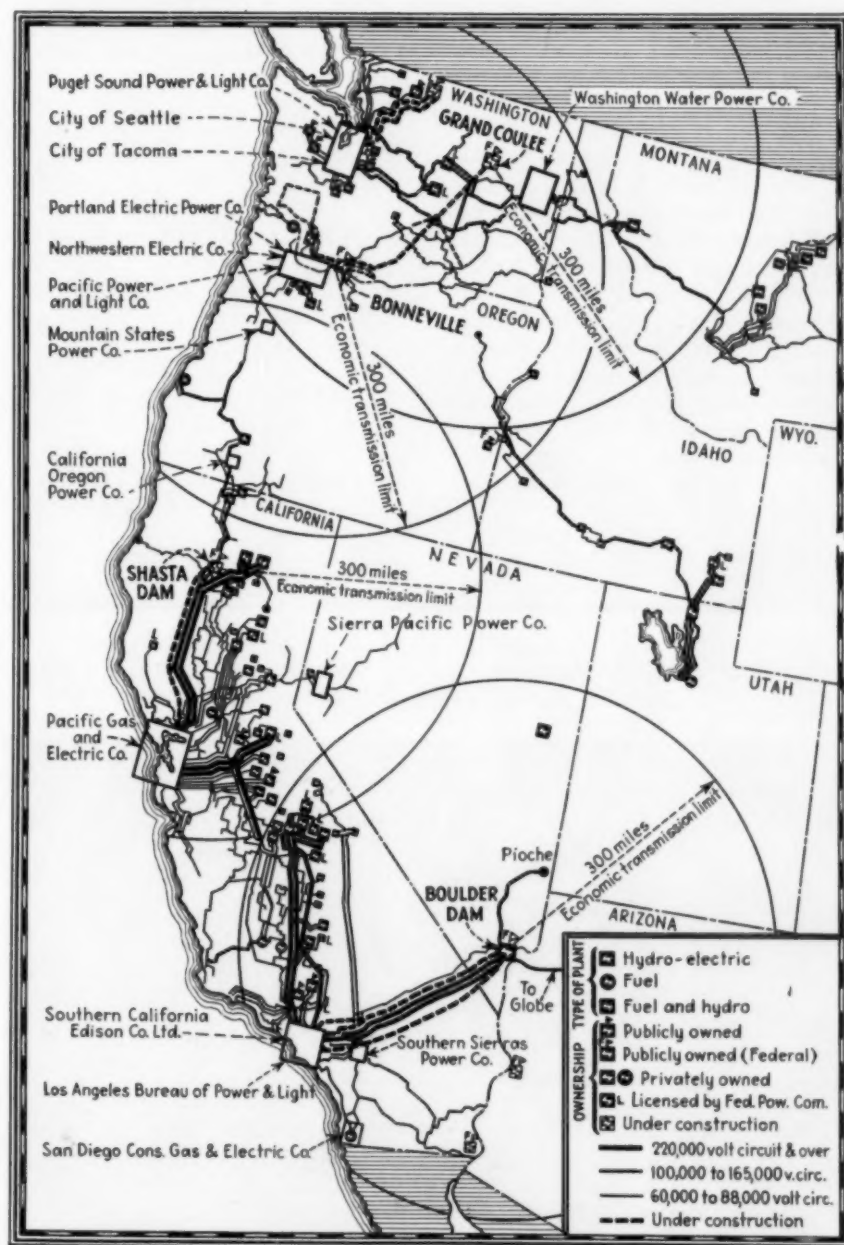 Puget Sound Power & Light Co.
City of Seattle
City of Tacoma
Portland Electric Power Co.
Northwestern Electric Co.
Pacific Power
and Light Co.
Mountain States
Power Co.
California
Oregon
Power Co.
WASHINGTON
GRAND COULEE
Washington Water Power Co.
MONTANA
300 miles
Economic transmission limit
BONNEVILLE
OREGON
300 miles
Economic transmission limit
IDAHO
WYO.
CALIFORNIA
NEVADA
SHASTA
DAM
300 miles
Economic transmission limit
Sierra Pacific Power Co.
UTAH
Pacific Gas
and
Electric Co.
Pioche
300 miles
Economic transmission limit
BOULDER
DAM
ARIZONA
To
Globe
Southern California
Edison Co. Ltd.
Southern Sierras
Power Co.
Los Angeles Bureau of Power & Light
San Diego Cons. Gas & Electric Co.
TYPE OF PLANT
Hydro-electric
Fuel
Fuel and hydro
OWNERSHIP
Publicly owned
Publicly owned (Federal)
Privately owned
L Licensed by Fed. Pow. Com.
Under construction
220,000 volt circuit & over
100,000 to 165,000 v. circ.
60,000 to 88,000 volt circ.
Under construction